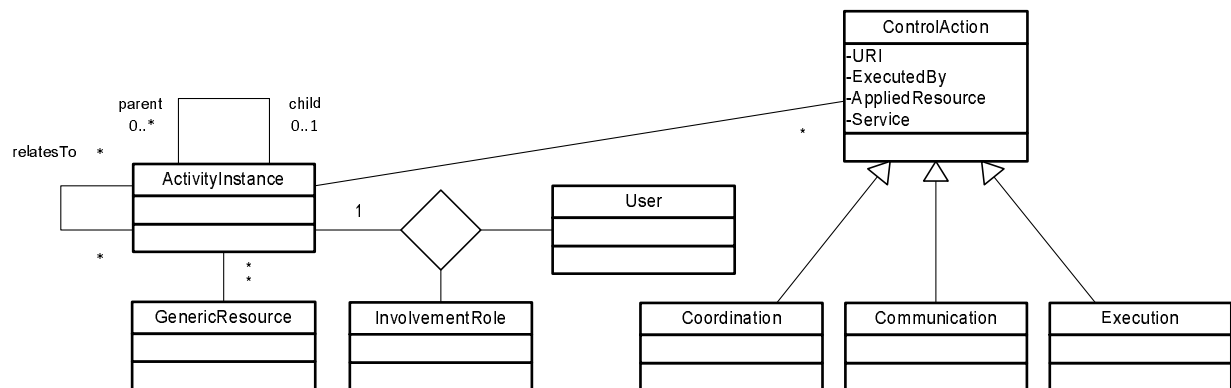 ControlAction
-URI
-ExecutedBy
-AppliedResource
-Service
parent
child
0..*
0..1
*
relatesTo *
ActivityInstance
User
1
*
*
*
GenericResource
InvolvementRole
Coordination
Communication
Execution